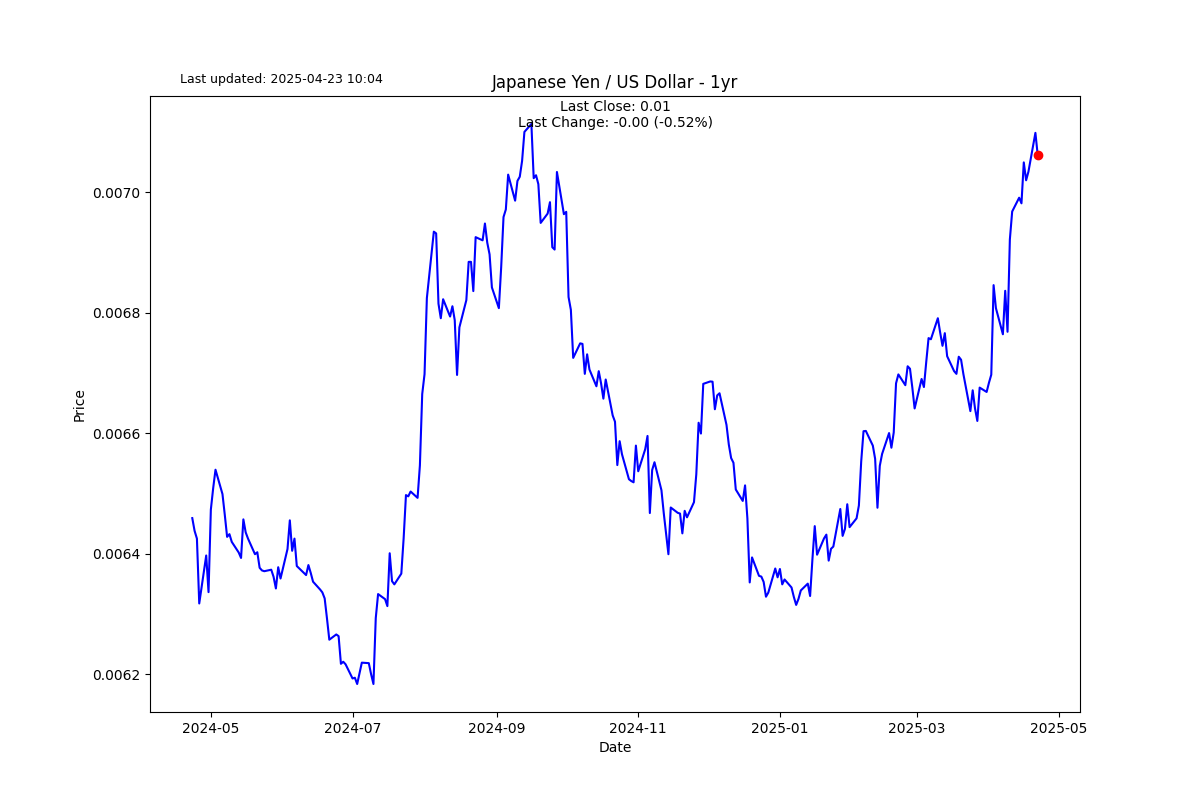 Last updated: 2025-04-23 10:04
Japanese Yen / US Dollar - 1yr
Last Close: 0.01
Last Change: -0.00 (-0.52%)
Price
0.0070
0.0068
0.0066
0.0064
0.0062
2024-05
2024-07
2024-09
2024-11
2025-01
2025-03
2025-05
Date